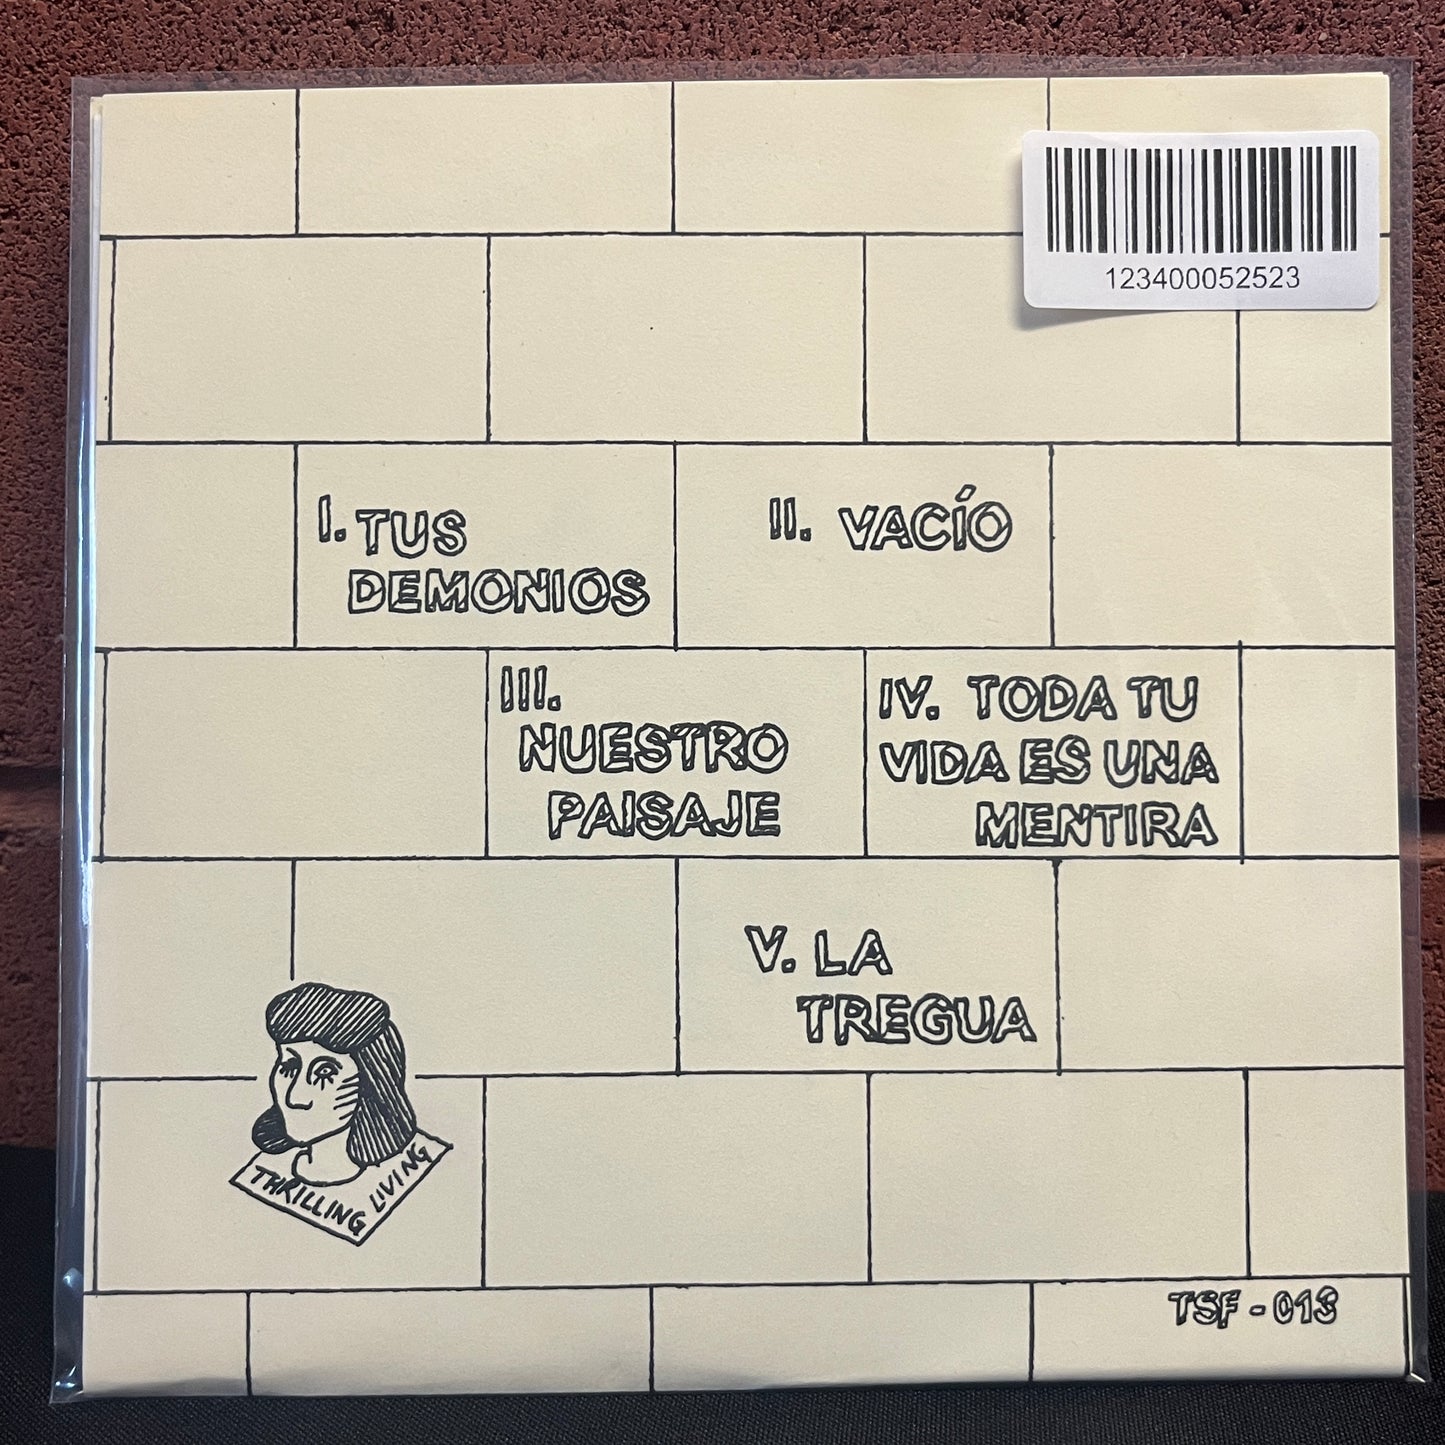 123400052523
I. TUS
DEMONIOS
II. VACÍO
III.
NUESTRO
PAISAJE
IV. TODA TU
VIDA ES UNA
MENTIRA
V. LA
TREGUA
THRILLING LIVING
TSF - 013